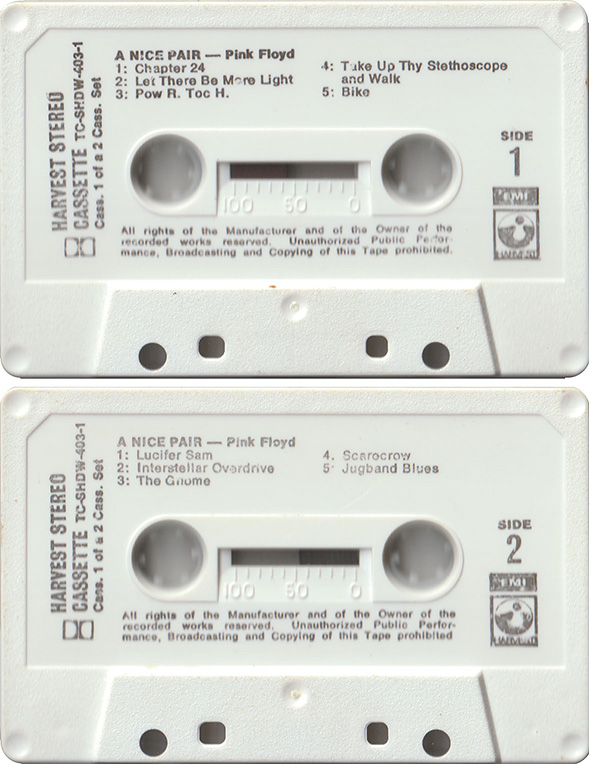 A NICE PAIR — Pink Floyd
1: Chapter 24
2: Let There Be More Light
3: Pow R. Toc H.
4: Take Up Thy Stethoscope
and Walk
5: Bike
HARVEST STEREO
CASSETTE TC-SHDW-403-1
Cass. 1 of a 2 Cass. Set
SIDE
1
100 50 0
EMI
HARVEST
All rights of the Manufacturer and of the Owner of the
recorded works reserved. Unauthorized Public Perfor-
mance, Broadcasting and Copying of this Tape prohibited.
A NICE PAIR — Pink Floyd
1: Lucifer Sam
2: Interstellar Overdrive
3: The Gnome
4. Scarocrow
5: Jugband Blues
HARVEST STEREO
CASSETTE TC-SHDW-403-1
Cass. 1 of a 2 Cass. Set
SIDE
2
100 50 0
EMI
HARVEST
All rights of the Manufacturer and of the Owner of the
recorded works reserved. Unauthorized Public Perfor-
mance, Broadcasting and Copying of this Tape prohibited